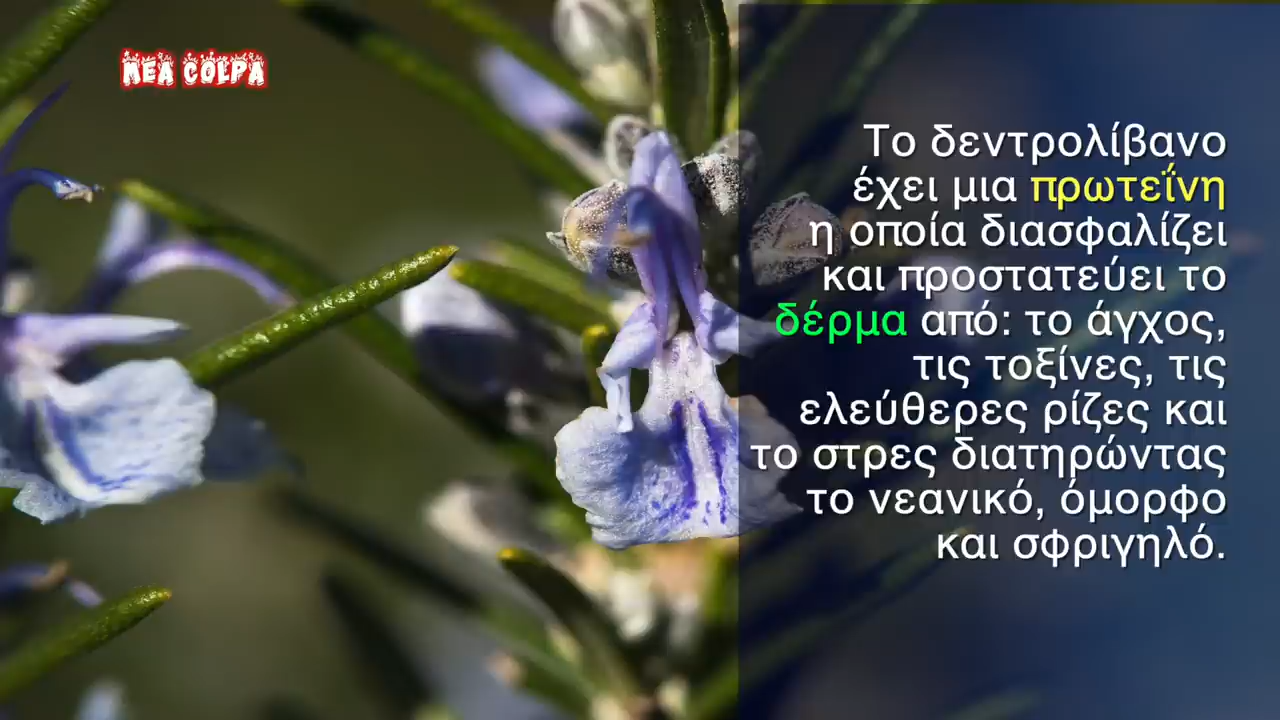 MEA COLPA
Το δεντρολίβανο
έχει μια πρωτεΐνη
η οποία διασφαλίζει
και προστατεύει το
δέρμα από: το άγχος,
τις τοξίνες, τις
ελεύθερες ρίζες και
το στρες διατηρώντας
το νεανικό, όμορφο
και σφριγηλό.